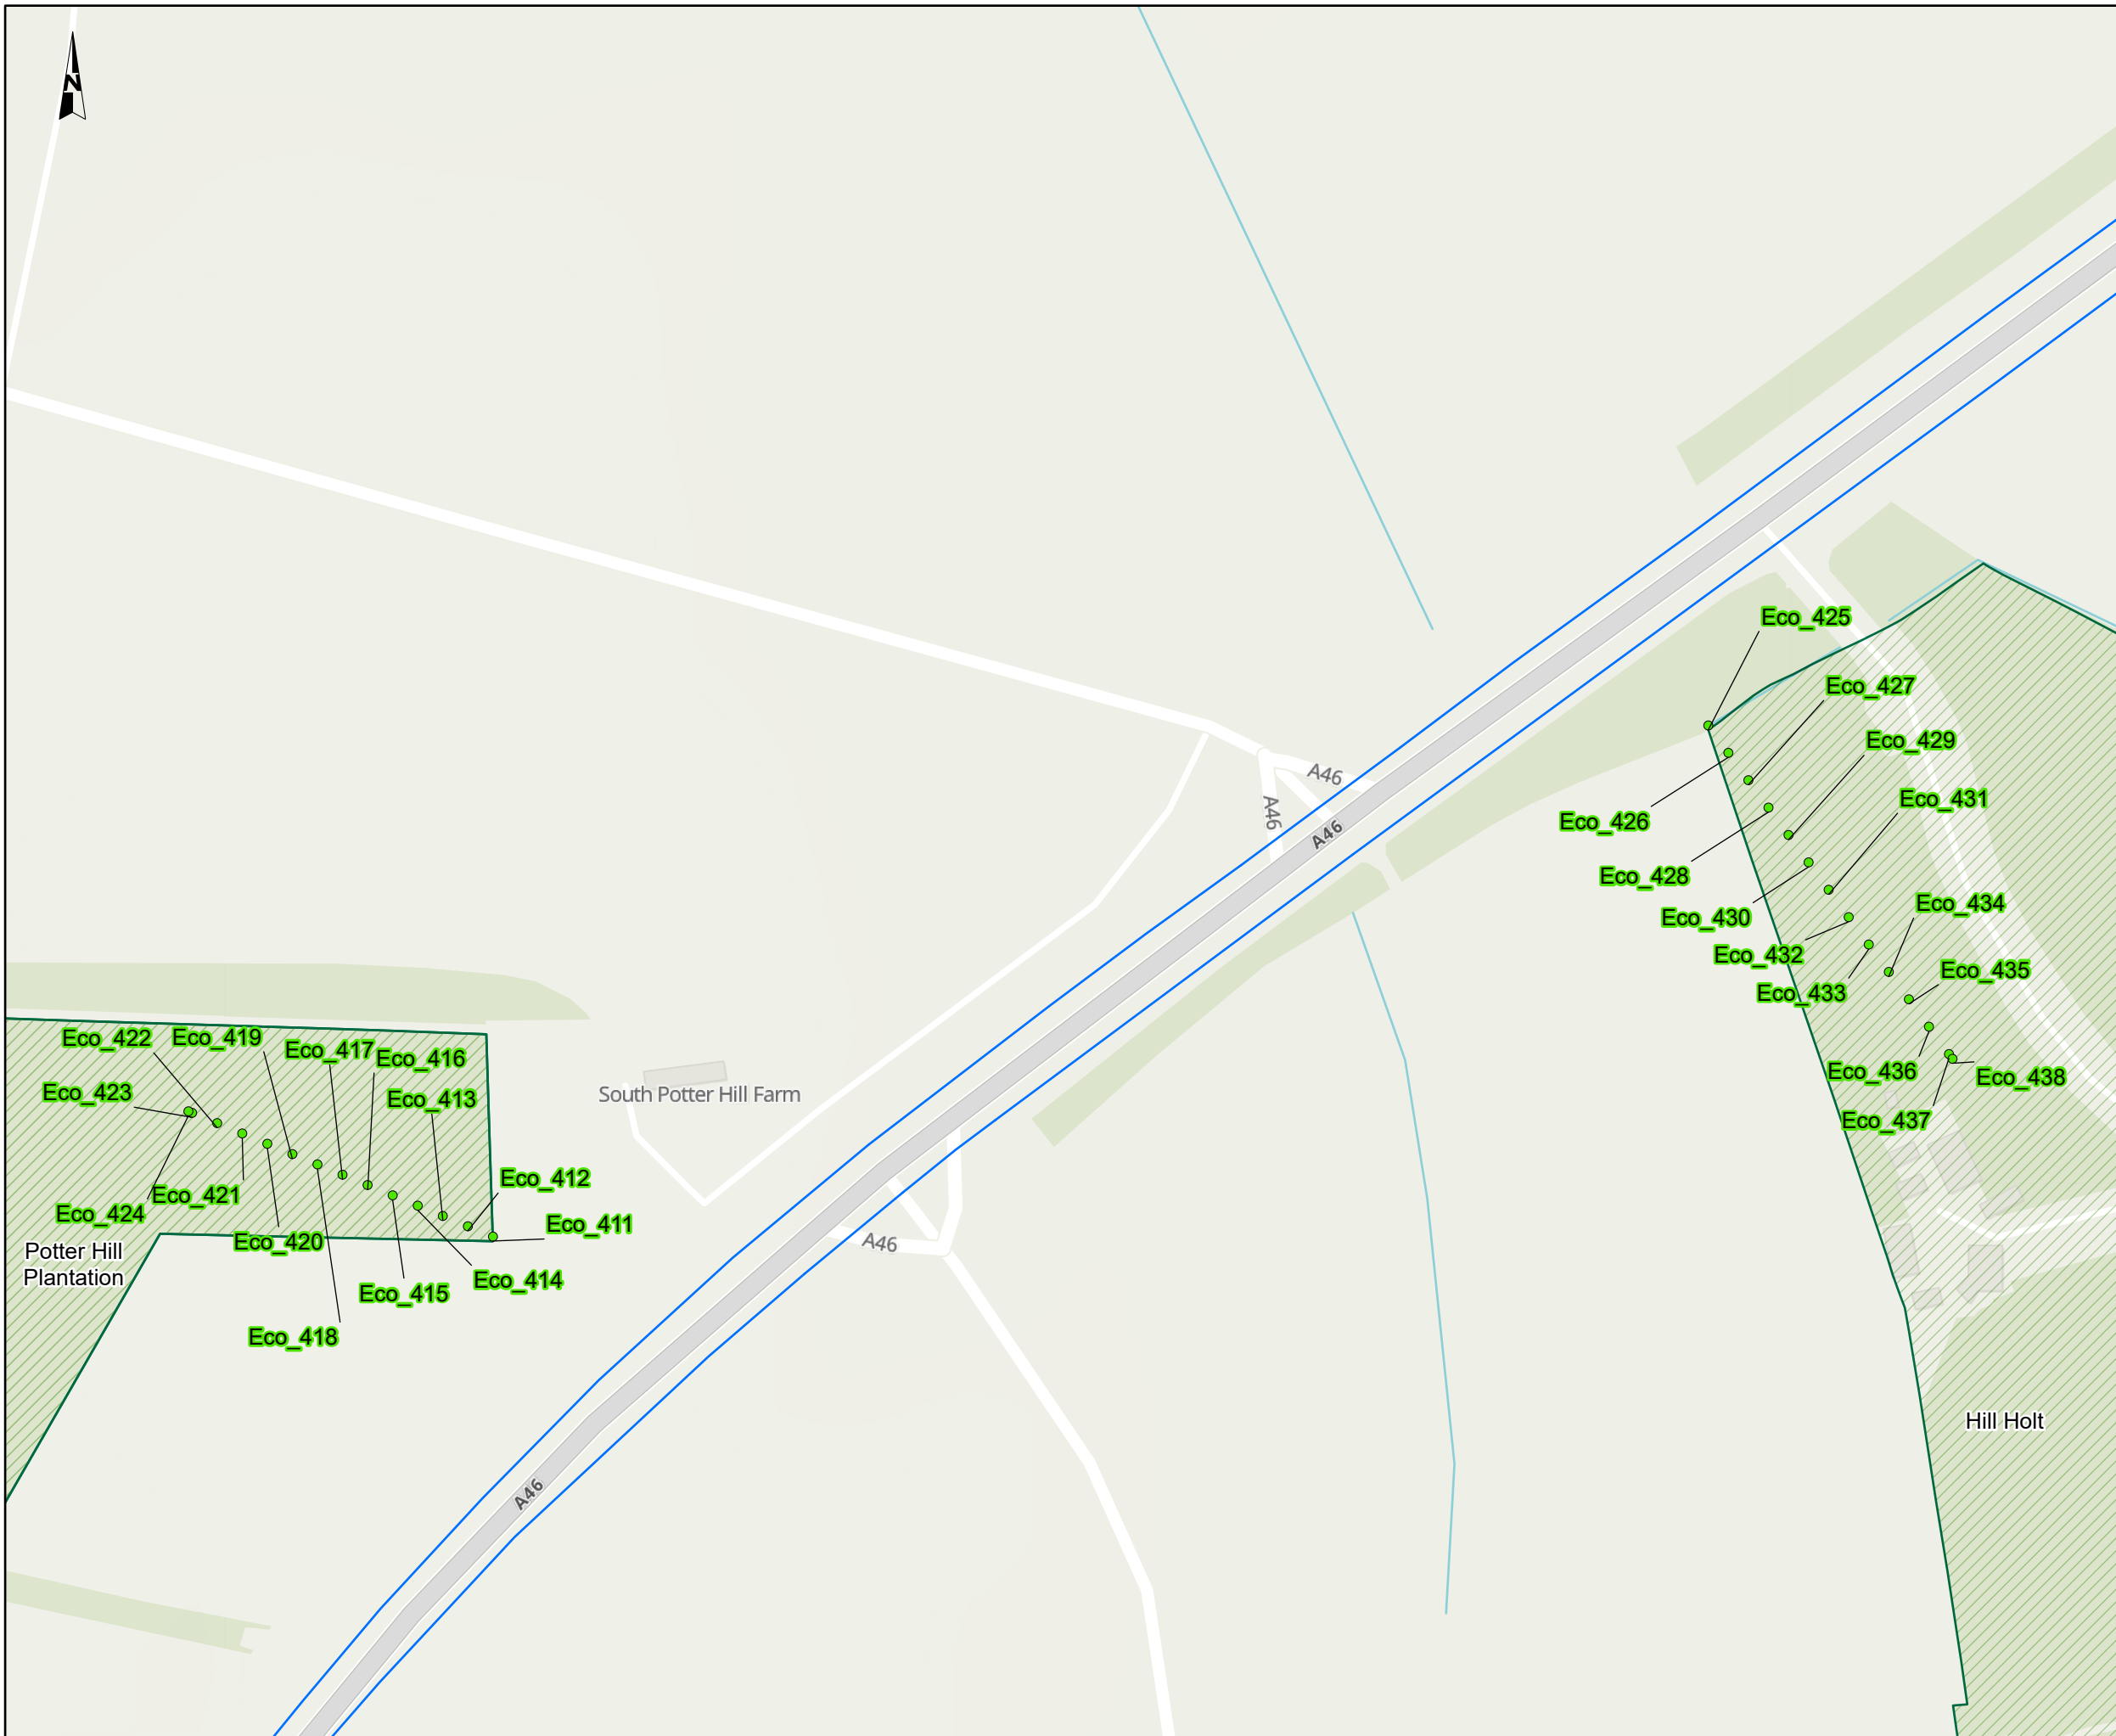 N
Eco_425
Eco_427
Eco_429
A46
A46
A46
Eco_431
Eco_426
Eco_428
Eco_434
Eco_430
Eco_432
Eco_435
Eco_433
Eco_422
Eco_419
Eco_417
Eco_416
Eco_436
Eco_438
Eco_423
South Potter Hill Farm
Eco_413
Eco_437
Eco_412
Eco_421
Eco_424
Eco_411
Eco_420
A46
Potter Hill
Plantation
Eco_414
Eco_415
Eco_418
Hill Holt
A46